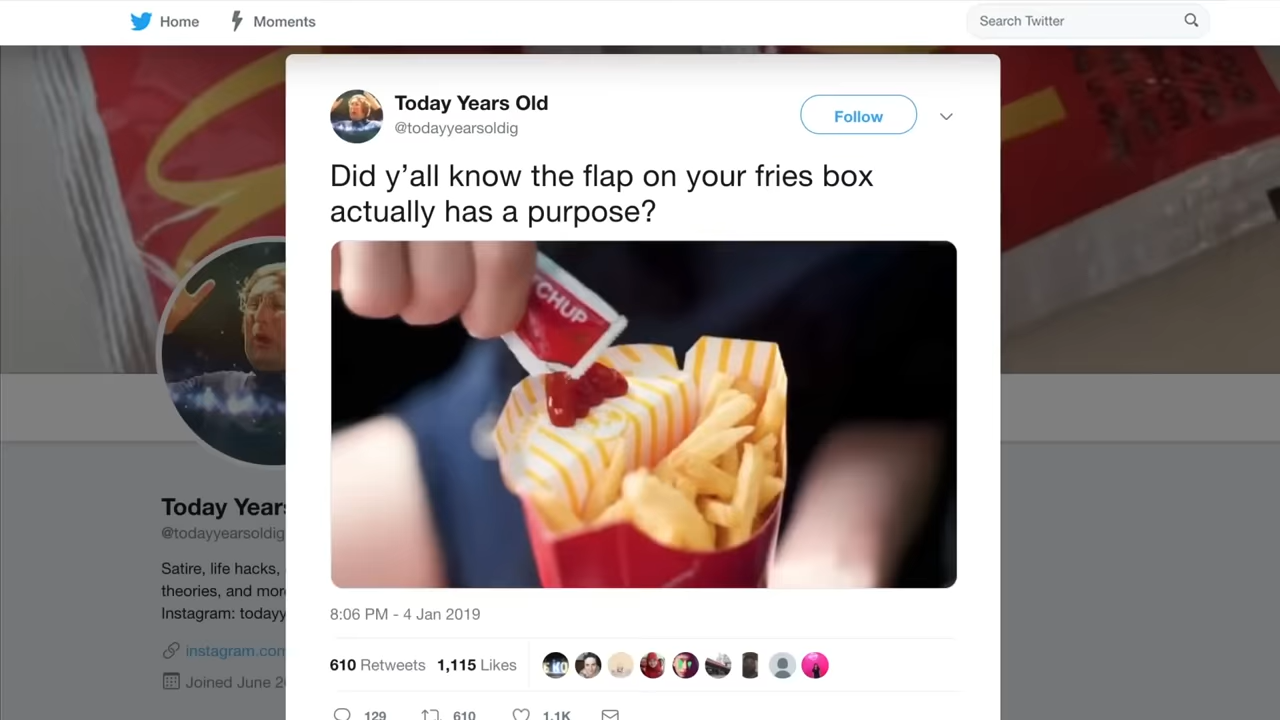 Home
Moments
Search Twitter
Today Years Old
@todayyearsoldig
Follow
Did y’all know the flap on your fries box
actually has a purpose?
CHUP
8:06 PM - 4 Jan 2019
610 Retweets 1,115 Likes
129 610 1.1K
Today Year
@todayyearsoldig
Satire, life hacks,
theories, and mor
Instagram: todayy
instagram.con
Joined June 2